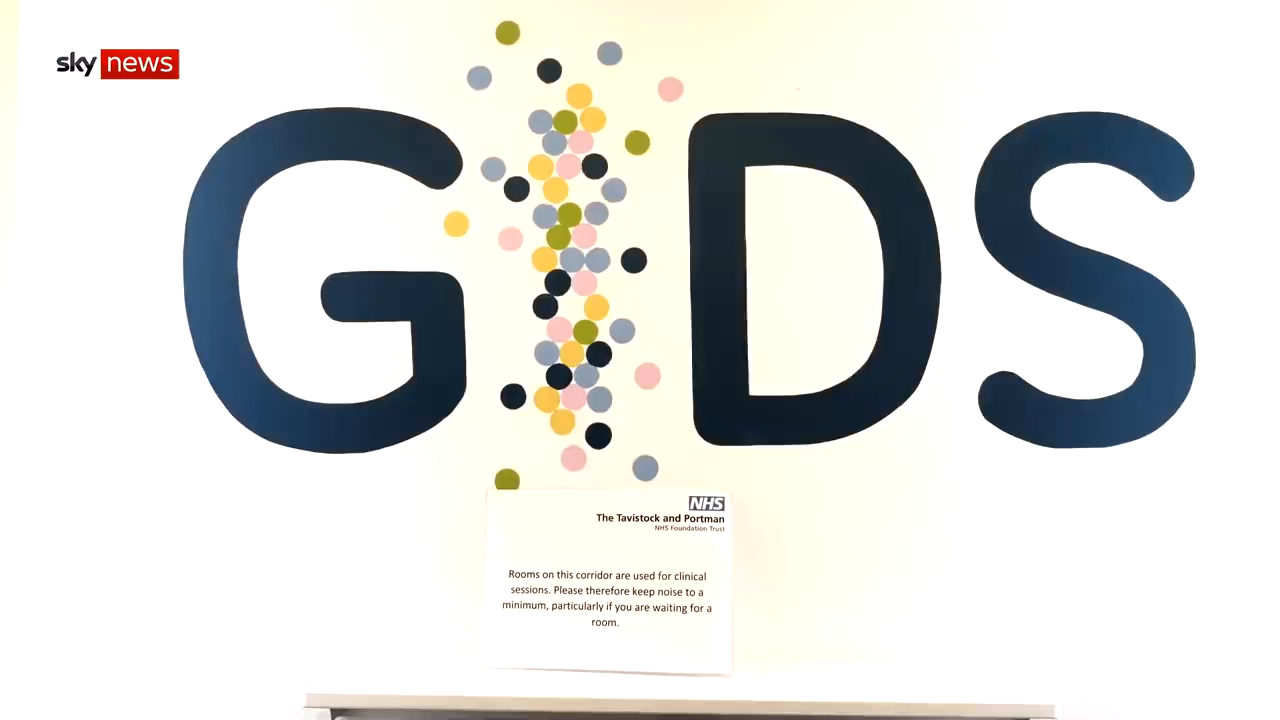 sky news
GIDS
NHS
The Tavistock and Portman
NHS Foundation Trust
Rooms on this corridor are used for clinical
sessions. Please therefore keep noise to a
minimum, particularly if you are waiting for a
room.